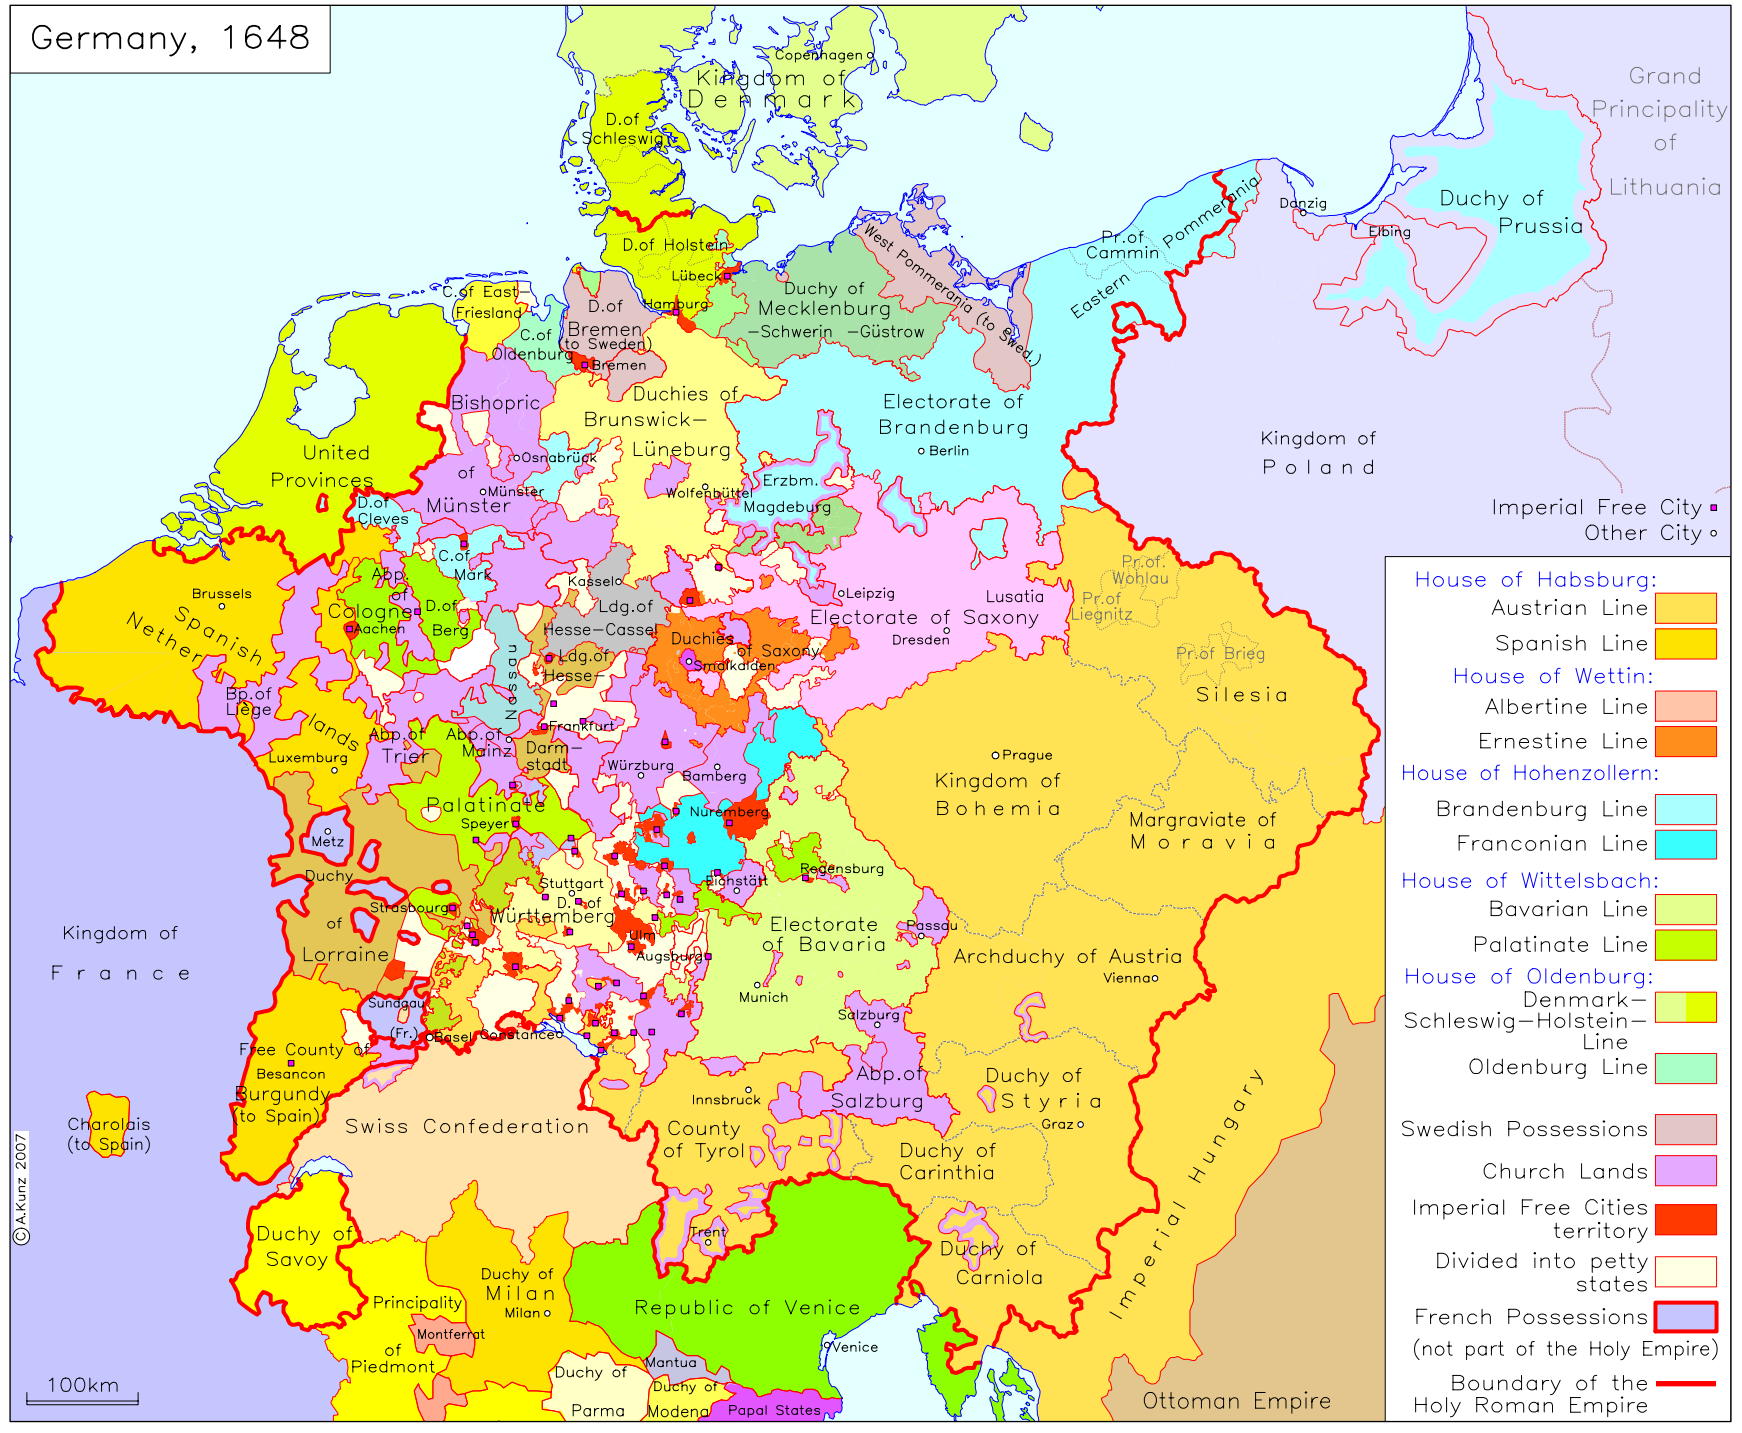 Germany, 1648
Copenhagen
Kingdom of
Denmark
Grand
Principality
of
Lithuania
D.of
Schleswig
Duchy of
Prussia
Danzig
Elbing
Pommerania
Eastern
Pr.of
Cammin
D.of Holstein
Lübeck
Hamburg
West Pommerania (to Swed.)
Duchy of
Mecklenburg
-Schwerin -Güstrow
C.of East-
Friesland
D.of
Bremen
(to Sweden)
C.of
Oldenburg
Bremen
Bishopric
of
Münster
Duchies of
Brunswick-
Lüneburg
Electorate of
Brandenburg
Berlin
Kingdom of
Poland
United
Provinces
Osnabrück
Münster
Wolfenbüttel
Erzbm.
Magdeburg
D.of
Cleves
C.of
Mark
Abp.
of
Cologne
D.of
Berg
Aachen
Kassel
Ldg.of
Hesse-Cassel
Ldg.of
Hesse-
Darm-
stadt
Leipzig
Electorate of Saxony
Lusatia
Dresden
Duchies
of Saxony
Smalkalden
Pr.of.
Wohlau
Pr.of
Liegnitz
Pr.of Brieg
Silesia
Brussels
Spanish
Nether
lands
Bp.of
Liège
Luxemburg
Nassau
Abp.of
Trier
Abp.of
Mainz
Frankfurt
Würzburg
Bamberg
Prague
Kingdom of
Bohemia
Margraviate of
Moravia
Palatinate
Speyer
Nuremberg
Metz
Duchy
of
Lorraine
Strasbourg
Stuttgart
D. of
Württemberg
Eichstätt
Regensburg
Electorate
of Bavaria
Passau
Ulm
Augsburg
Munich
Archduchy of Austria
Vienna
Kingdom of
France
Sundgau
(Fr.)
Basel
Constance
Salzburg
Abp.of
Salzburg
Free County of
Besancon
Burgundy
(to Spain)
Charolais
(to Spain)
Swiss Confederation
Innsbruck
County
of Tyrol
Duchy of
Styria
Graz
Duchy of
Carinthia
Imperial Hungary
Duchy of
Savoy
Trent
Duchy of
Carniola
Duchy of
Milan
Milan
Republic of Venice
Venice
Principality
of
Piedmont
Montferrat
Mantua
Duchy of
Parma
Duchy of
Modena
Papal States
Ottoman Empire
100km
©A.Kunz 2007
Imperial Free City
Other City
House of Habsburg:
Austrian Line
Spanish Line
House of Wettin:
Albertine Line
Ernestine Line
House of Hohenzollern:
Brandenburg Line
Franconian Line
House of Wittelsbach:
Bavarian Line
Palatinate Line
House of Oldenburg:
Denmark-
Schleswig-Holstein-
Line
Oldenburg Line
Swedish Possessions
Church Lands
Imperial Free Cities
territory
Divided into petty
states
French Possessions
(not part of the Holy Empire)
Boundary of the
Holy Roman Empire